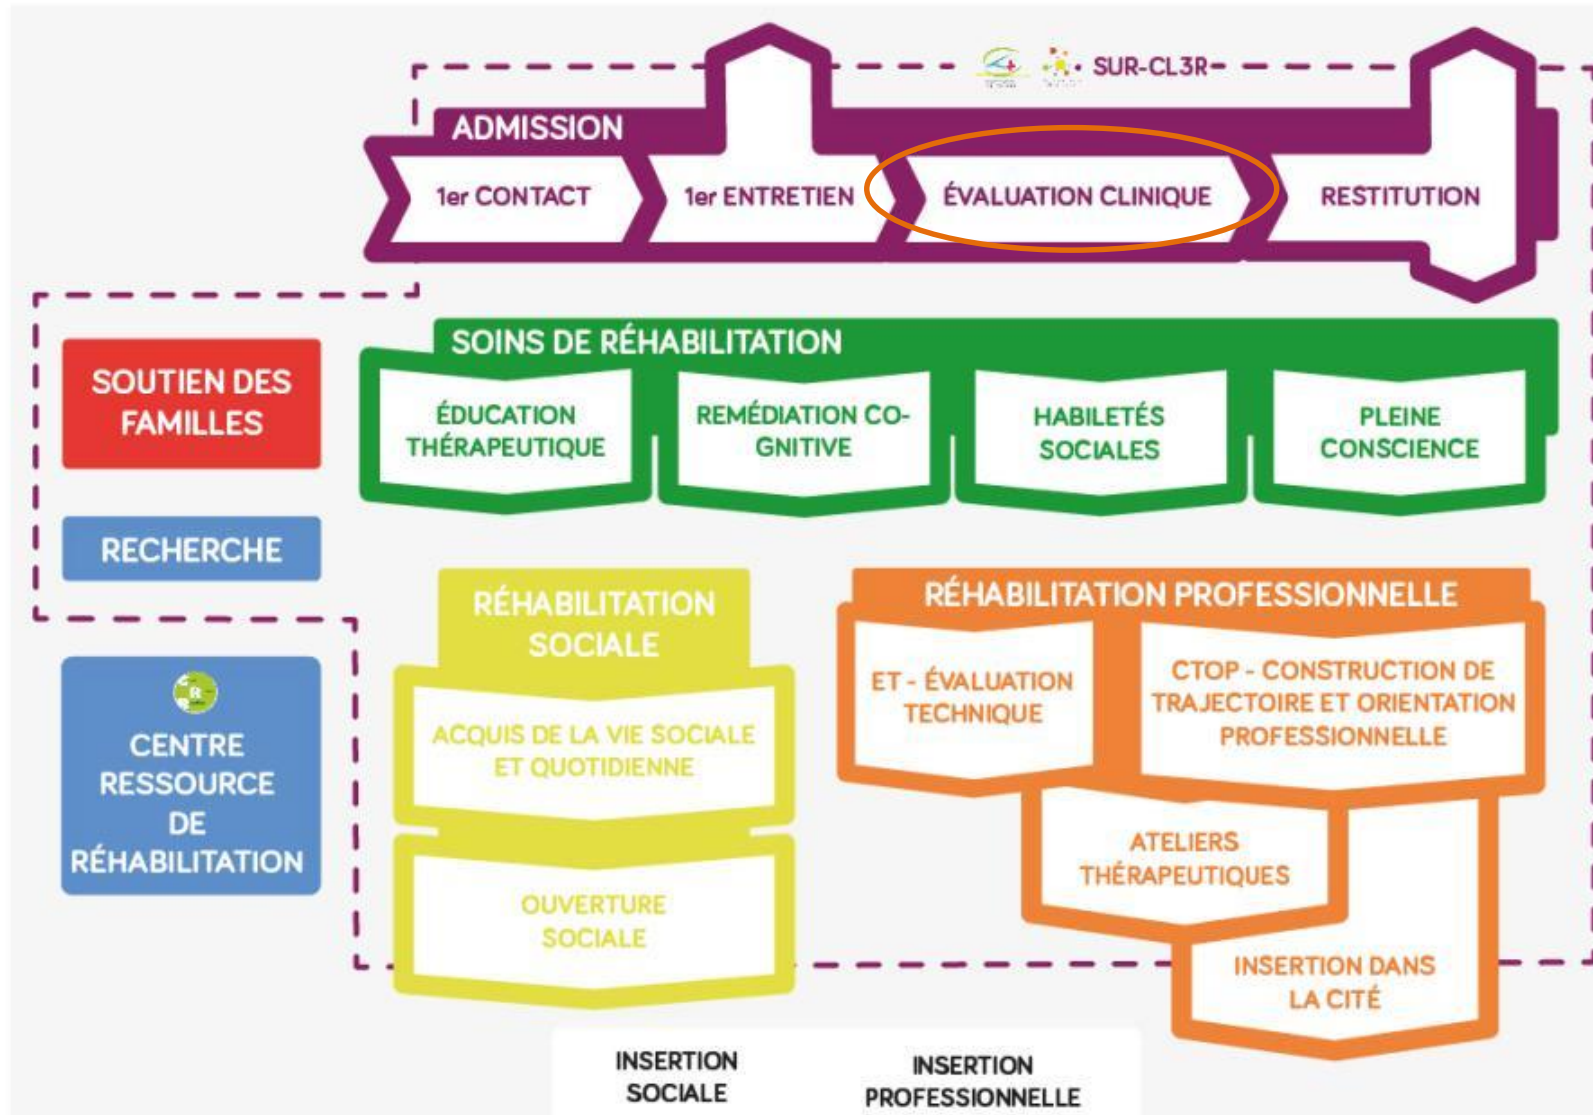 SUR-CL3R
ADMISSION
1er CONTACT
1er ENTRETIEN
ÉVALUATION CLINIQUE
RESTITUTION
SOUTIEN DES
FAMILLES
RECHERCHE
CENTRE
RESSOURCE
DE
RÉHABILITATION
SOINS DE RÉHABILITATION
ÉDUCATION
THÉRAPEUTIQUE
REMÉDIATION CO-
GNITIVE
HABILETÉS
SOCIALES
PLEINE
CONSCIENCE
RÉHABILITATION
SOCIALE
ACQUIS DE LA VIE SOCIALE
ET QUOTIDIENNE
OUVERTURE
SOCIALE
RÉHABILITATION PROFESSIONNELLE
ET - ÉVALUATION
TECHNIQUE
CTOP - CONSTRUCTION DE
TRAJECTOIRE ET ORIENTATION
PROFESSIONNELLE
ATELIERS
THÉRAPEUTIQUES
INSERTION DANS
LA CITÉ
INSERTION
SOCIALE
INSERTION
PROFESSIONNELLE